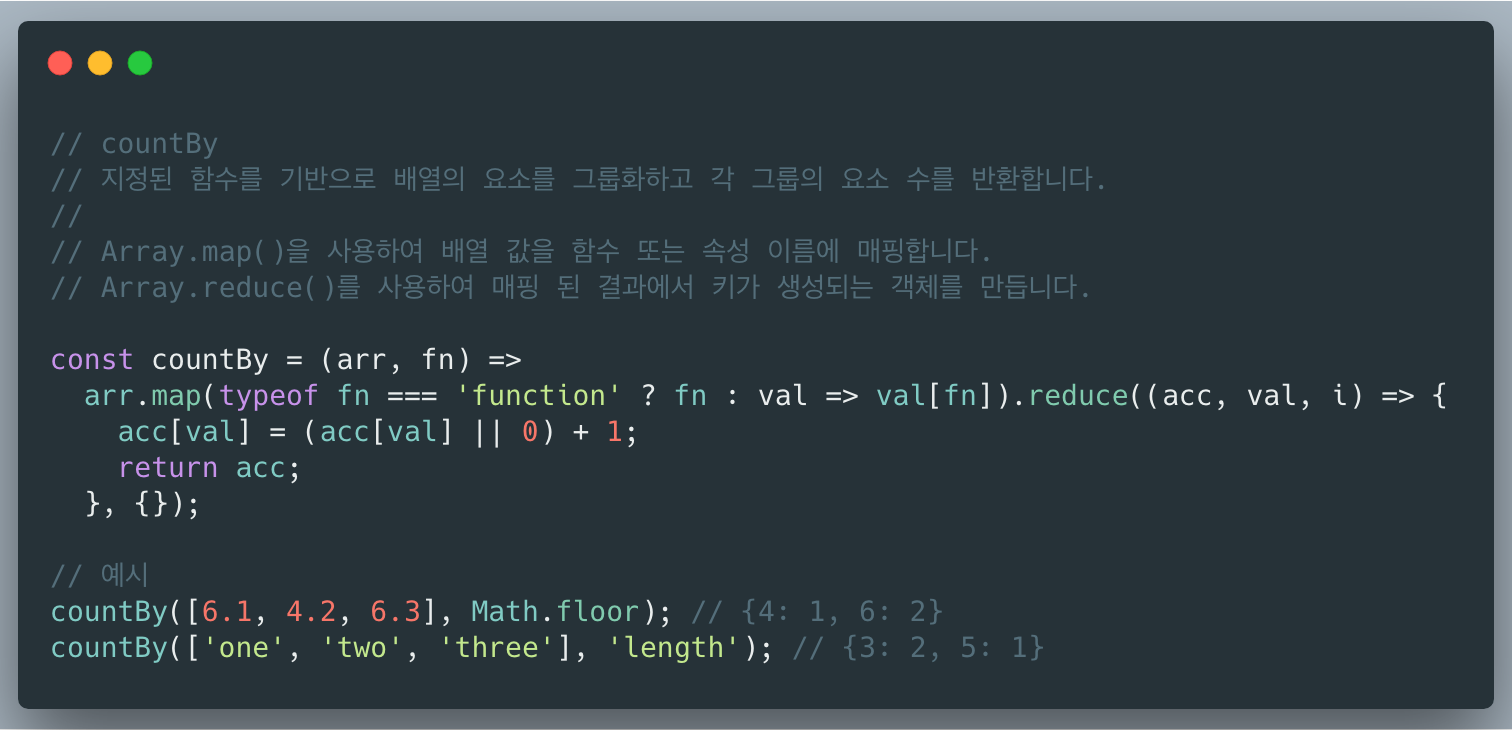 // countBy
// 지정된 함수를 기반으로 배열의 요소를 그룹화하고 각 그룹의 요소 수를 반환합니다.
//
// Array.map()을 사용하여 배열 값을 함수 또는 속성 이름에 매핑합니다.
// Array.reduce()를 사용하여 매핑 된 결과에서 키가 생성되는 객체를 만듭니다.
const countBy = (arr, fn) =>
arr.map(typeof fn === 'function' ? fn : val => val[fn]).reduce((acc, val, i) => {
acc[val] = (acc[val] || 0) + 1;
return acc;
}, {});
// 예시
countBy([6.1, 4.2, 6.3], Math.floor); // {4: 1, 6: 2}
countBy(['one', 'two', 'three'], 'length'); // {3: 2, 5: 1}